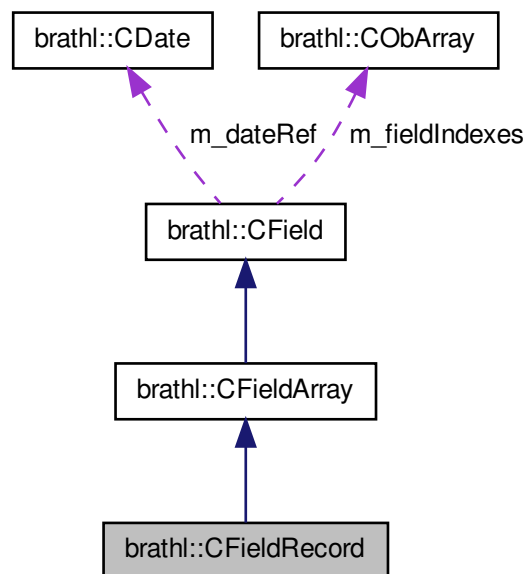 brathl::CDate
brathl::CObArray
m_dateRef
m_fieldIndexes
brathl::CField
brathl::CFieldArray
brathl::CFieldRecord